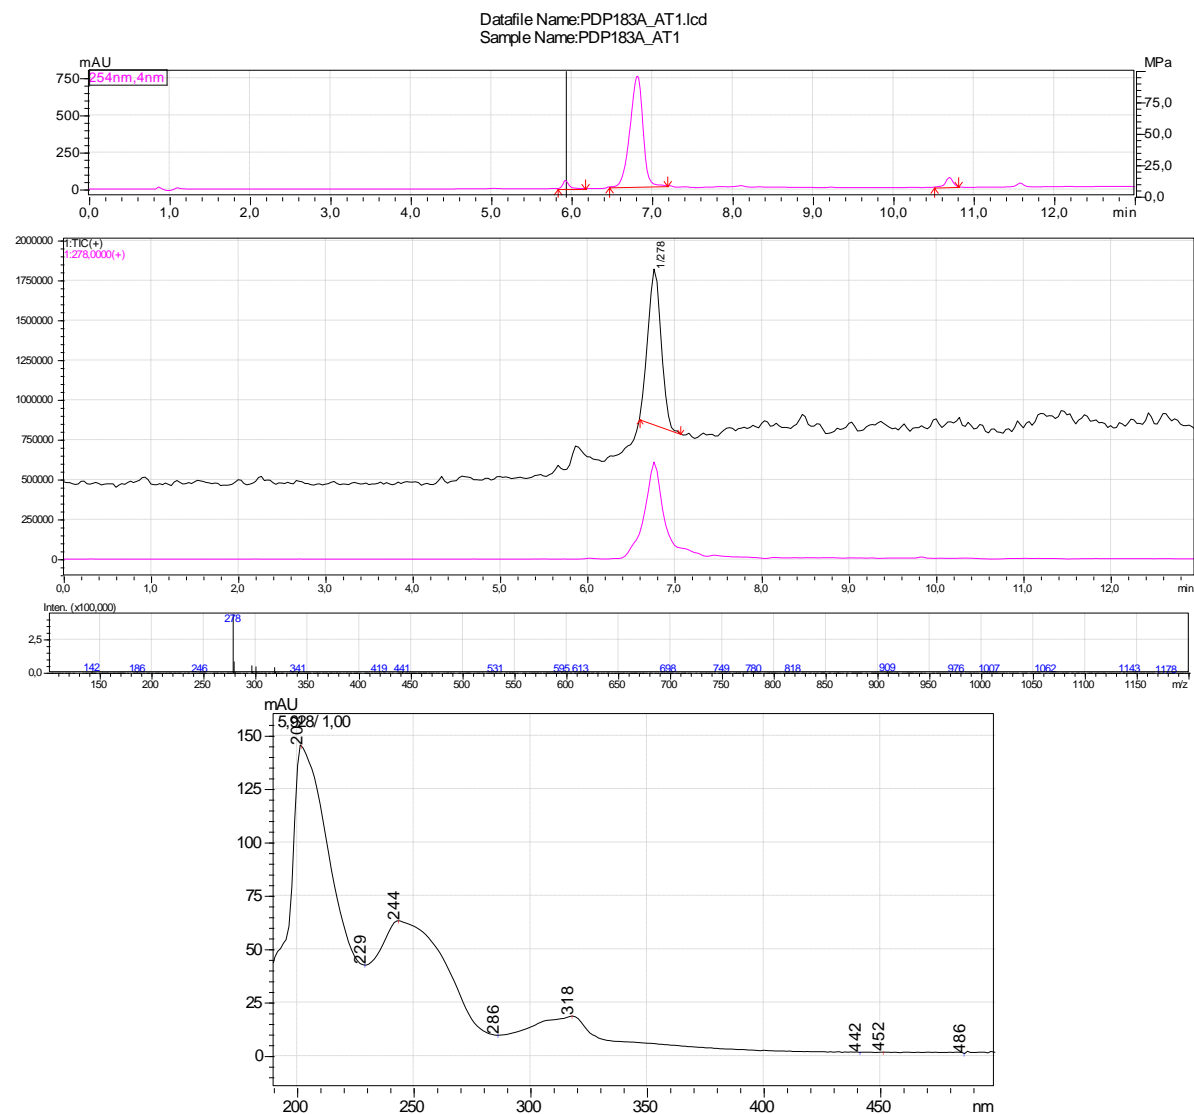 Datafile Name:PDP183A_AT1.lcd
Sample Name:PDP183A_AT1
mAU MPa
254nm,4nm
750 75,0
500 50,0
250 25,0
0 0,0
0,0 1,0 2,0 3,0 4,0 5,0 6,0 7,0 8,0 9,0 10,0 11,0 12,0 min
1:TIC(+)
1:278,0000(+)
1/278
2000000
1750000
1500000
1250000
1000000
750000
500000
250000
0
0,0 1,0 2,0 3,0 4,0 5,0 6,0 7,0 8,0 9,0 10,0 11,0 12,0 min
Inten. (x100,000)
278
2,5
0,0
142 186 246 341 419 441 531 595 613 698 749 780 818 909 976 1007 1062 1143 1178
150 200 250 300 350 400 450 500 550 600 650 700 750 800 850 900 950 1000 1050 1100 1150 m/z
mAU
5,928/ 1,00
150
125
100
75
50
25
0
229 244 286 318 442 452 486
200 250 300 350 400 450 nm